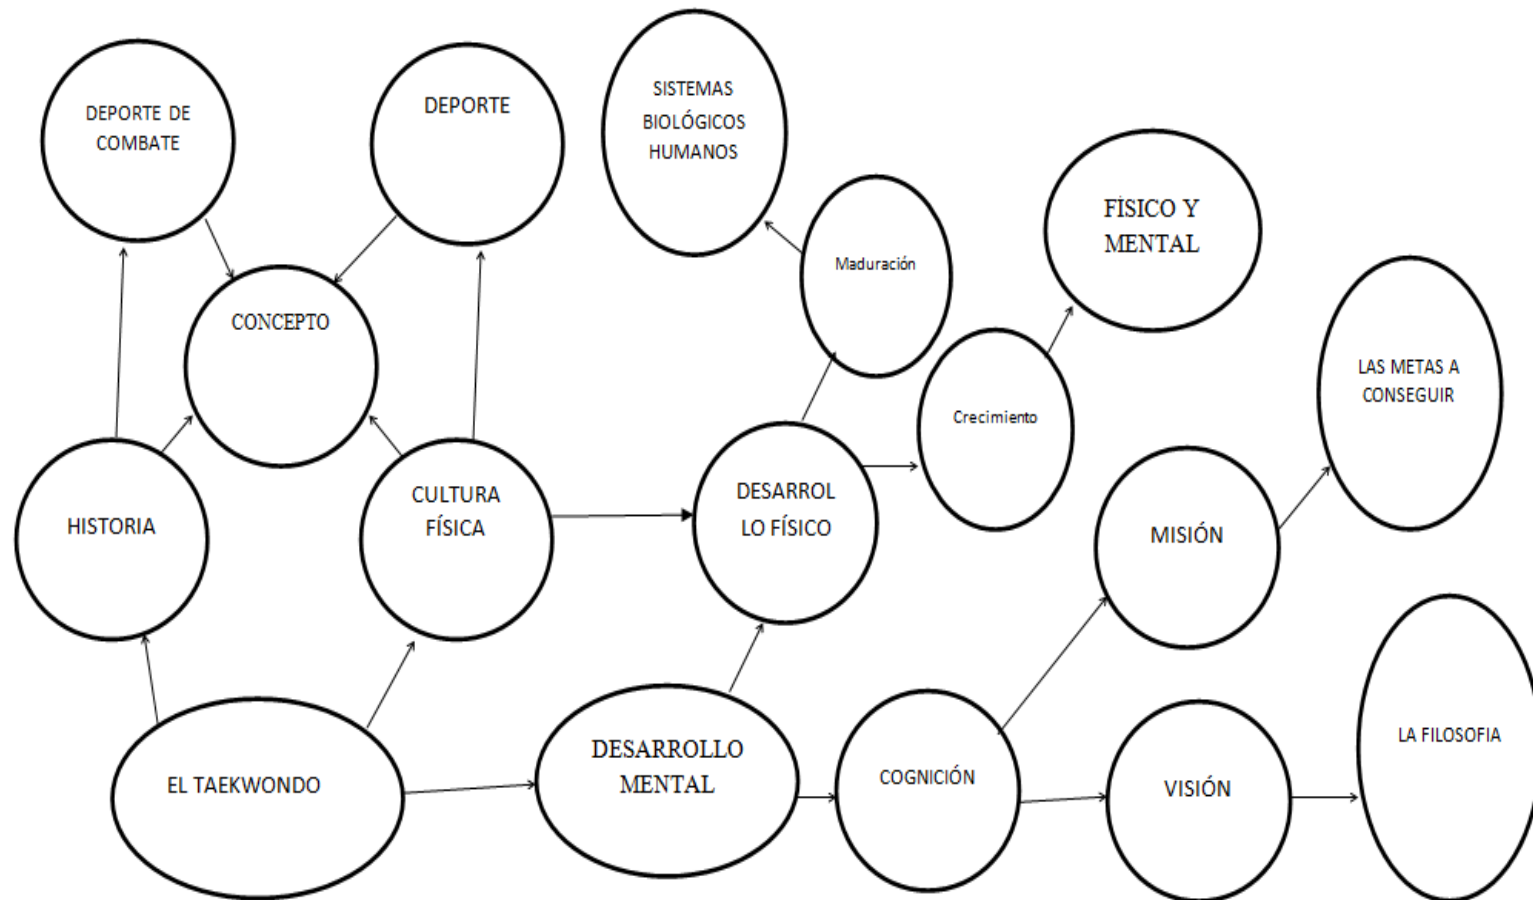 DEPORTE DE
COMBATE
DEPORTE
SISTEMAS
BIOLÓGICOS
HUMANOS
Maduración
FÍSICO Y
MENTAL
CONCEPTO
LAS METAS A
CONSEGUIR
Crecimiento
HISTORIA
CULTURA
FÍSICA
DESARROL
LO FÍSICO
MISIÓN
EL TAEKWONDO
DESARROLLO
MENTAL
COGNICIÓN
VISIÓN
LA FILOSOFIA